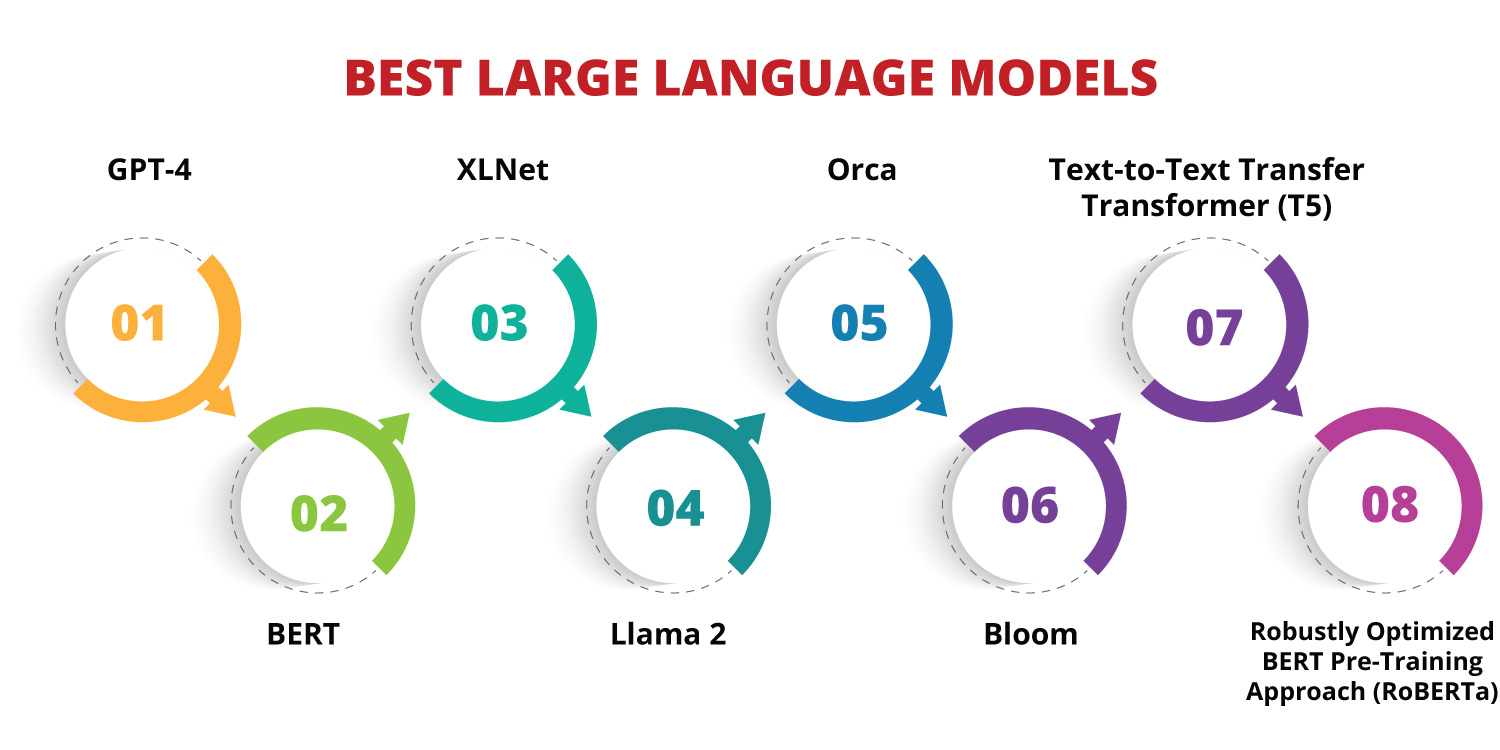 BEST LARGE LANGUAGE MODELS
GPT-4
01
02
BERT
XLNet
03
04
Llama 2
Orca
05
06
Bloom
Text-to-Text Transfer
Transformer (T5)
07
08
Robustly Optimized
BERT Pre-Training
Approach (RoBERTa)